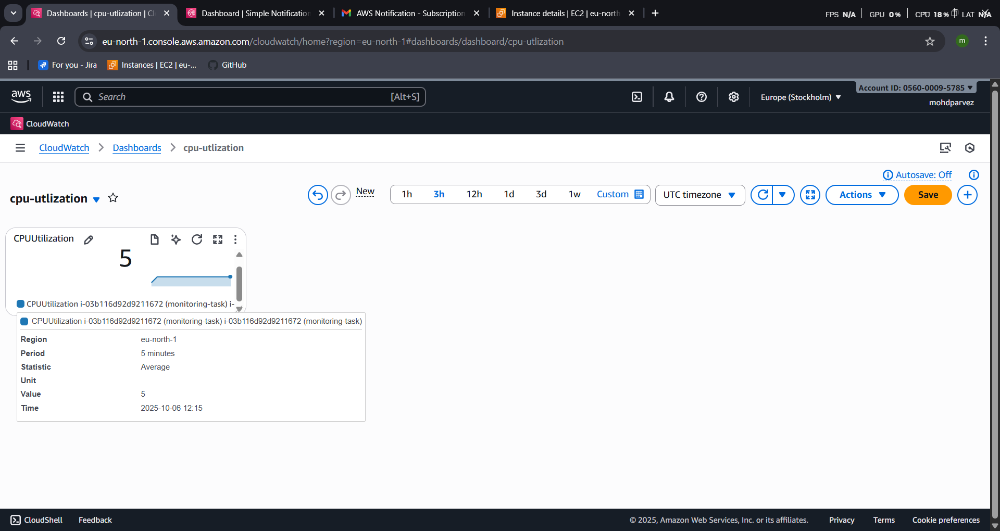 Dashboards | cpu-utlization | Cl
Dashboard | Simple Notification
AWS Notification - Subscription
Instance details | EC2 | eu-north
FPS N/A GPU 0% CPU 18% LAT N/A
eu-north-1.console.aws.amazon.com/cloudwatch/home?region=eu-north-1#dashboards/dashboard/cpu-utlization
m
For you - Jira
Instances | EC2 | eu-...
GitHub
aws
Search
[Alt+S]
Europe (Stockholm)
Account ID: 0560-0009-5785
mohdparvez
CloudWatch
CloudWatch
Dashboards
cpu-utlization
Autosave: Off
cpu-utlization
New
1h 3h 12h 1d 3d 1w Custom
UTC timezone
Actions
Save
CPUUtilization
5
CPUUtilization i-03b116d92d9211672 (monitoring-task) i-
CPUUtilization i-03b116d92d9211672 (monitoring-task) i-03b116d92d9211672 (monitoring-task)
Region eu-north-1
Period 5 minutes
Statistic Average
Unit
Value 5
Time 2025-10-06 12:15
CloudShell
Feedback
© 2025, Amazon Web Services, Inc. or its affiliates.
Privacy
Terms
Cookie preferences